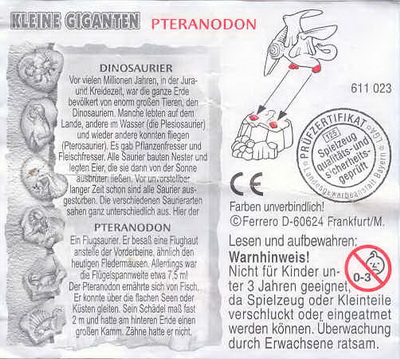 KLEINE GIGANTEN PTERANODON
DINOSAURIER
Vor vielen Millionen Jahren, in der Jura-
und Kreidezeit, war die ganze Erde
bevölkert von enorm großen Tieren, den
Dinosauriern. Manche lebten auf dem
Lande, andere im Wasser (die Plesiosaurier)
und wieder andere konnten fliegen
(Pterosaurier). Es gab Pflanzenfresser und
Fleischfresser. Alle Saurier bauten Nester und
legten Eier, die sie dann von der Sonne
ausbrüten ließen. Vor unvorstellbar
langer Zeit schon sind alle Saurier aus-
gestorben. Die verschiedenen Saurierarten
sahen ganz unterschiedlich aus. Hier der
PTERANODON
Ein Flugsaurier. Er besaß eine Flughaut
anstelle der Vorderbeine, ähnlich den
heutigen Fledermäusen. Allerdings war
die Flügelspannweite etwa 7,5 m!
Der Pteranodon ernährte sich von Fisch.
Er konnte über die flachen Seen oder
Küsten gleiten. Sein Schädel maß fast
2 m und hatte am hinteren Ende einen
großen Kamm. Zähne hatte er nicht.
611 023
PRÜFZERTIFIKAT
LGA
Spielzeug
qualitäts- und
sicherheits-
geprüft
Landesgewerbeanstalt Bayern
CE
Farben unverbindlich!
©Ferrero D-60624 Frankfurt/M.
Lesen und aufbewahren:
Warnhinweis!
Nicht für Kinder un-
ter 3 Jahren geeignet,
da Spielzeug oder Kleinteile
verschluckt oder eingeatmet
werden können. Überwachung
durch Erwachsene ratsam.
0-3